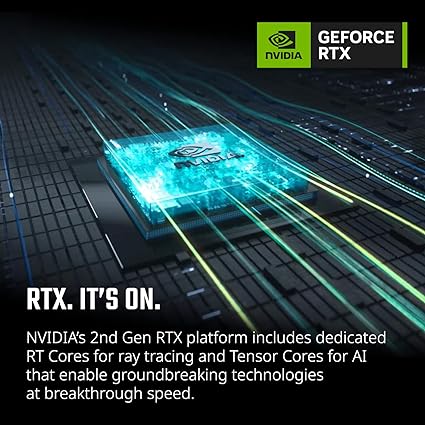 NVIDIA
GEFORCE
RTX
NVIDIA
RTX. IT'S ON.
NVIDIA's 2nd Gen RTX platform includes dedicated
RT Cores for ray tracing and Tensor Cores for AI
that enable groundbreaking technologies
at breakthrough speed.